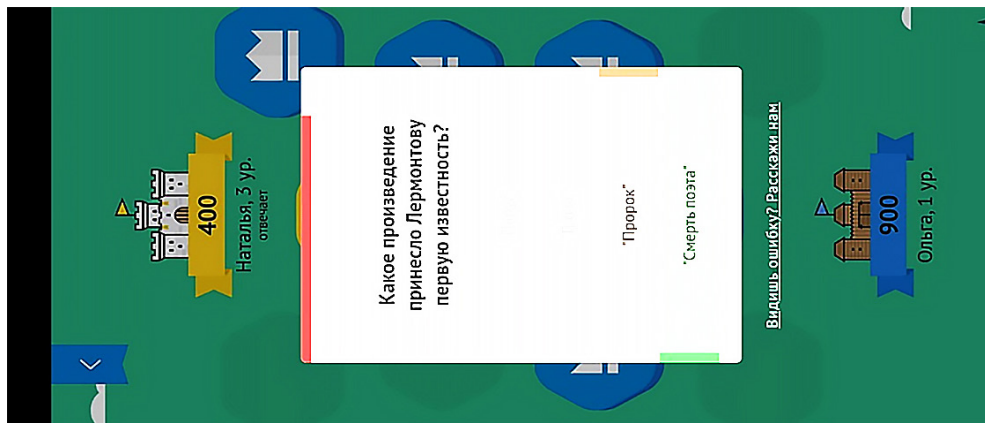 400
Наталья, 3 ур.
отвечает
Какое произведение
принесло Лермонтову
первую известность?
"Пророк"
"Смерть поэта"
Видишь ошибку? Расскажи нам
900
Ольга, 1 ур.